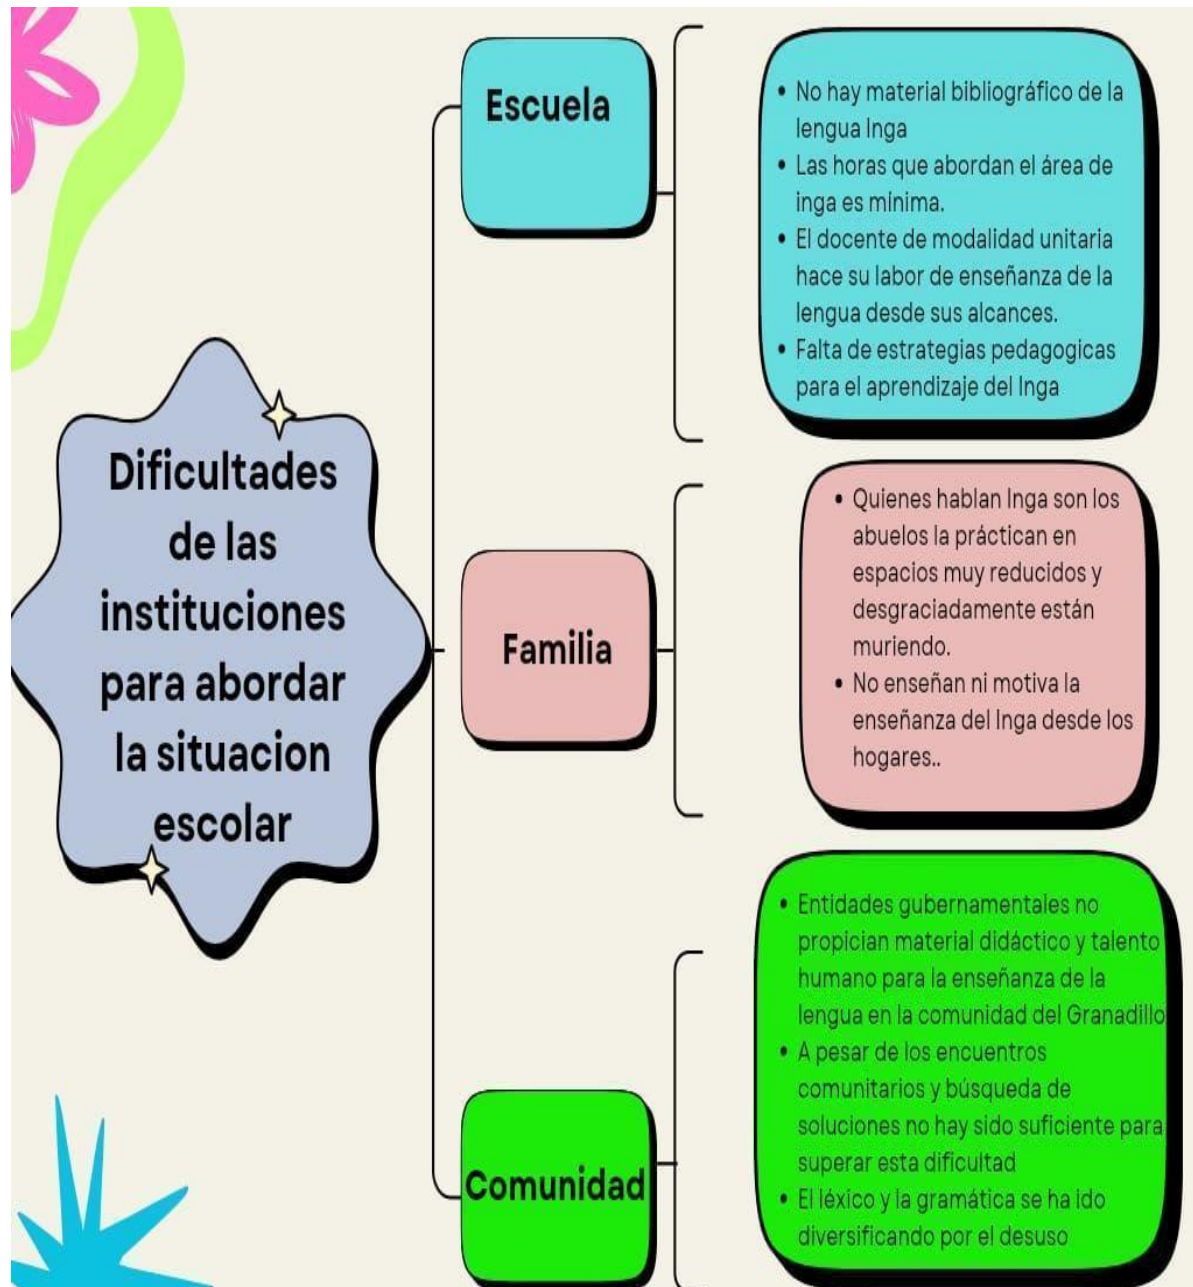 Dificultades
de las
instituciones
para abordar
la situacion
escolar
Escuela
• No hay material bibliográfico de la
lengua Inga
• Las horas que abordan el área de
inga es mínima.
• El docente de modalidad unitaria
hace su labor de enseñanza de la
lengua desde sus alcances.
• Falta de estrategias pedagogicas
para el aprendizaje del Inga
Familia
• Quienes hablan Inga son los
abuelos la práctican en
espacios muy reducidos y
desgraciadamente están
muriendo.
• No enseñan ni motiva la
enseñanza del Inga desde los
hogares..
Comunidad
• Entidades gubernamentales no
propician material didáctico y talento
humano para la enseñanza de la
lengua en la comunidad del Granadillo
• A pesar de los encuentros
comunitarios y búsqueda de
soluciones no hay sido suficiente para
superar esta dificultad
• El léxico y la gramática se ha ido
diversificando por el desuso